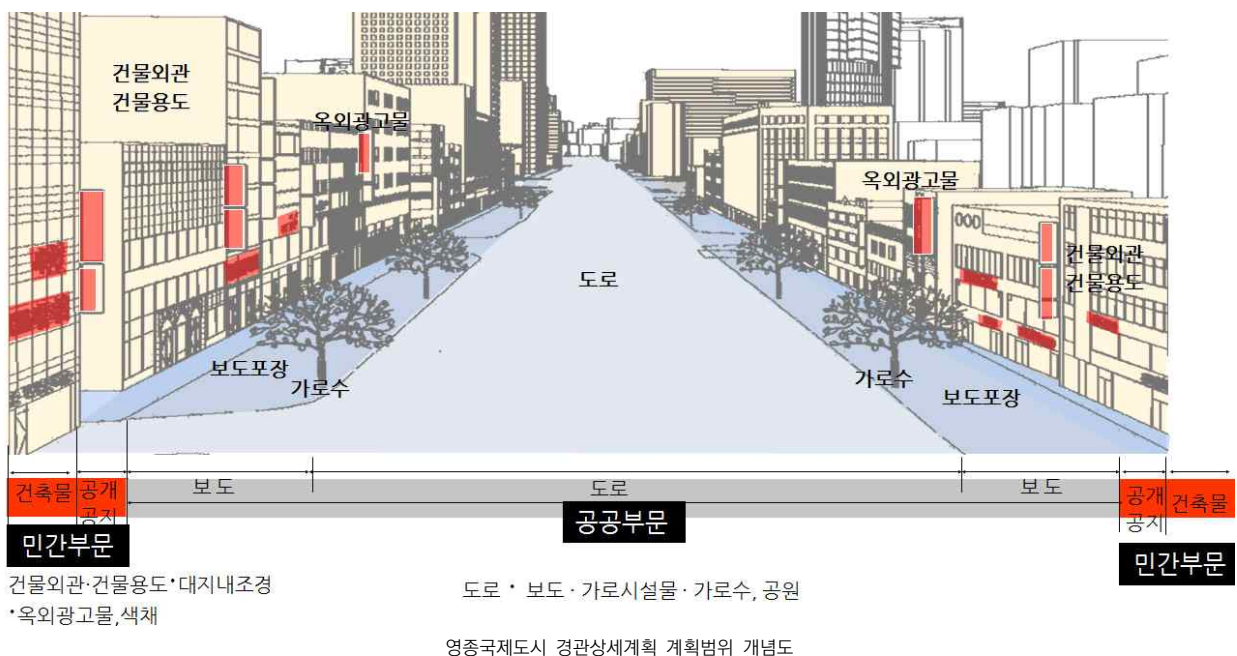 건물외관
건물용도
옥외광고물
옥외광고물
건물외관
건물용도
도로
보도포장
가로수
가로수
보도포장
건축물
공개
공지
보도
도로
보도
공개
공지
건축물
민간부문
공공부문
민간부문
건물외관·건물용도·대지내조경
·옥외광고물,색채
도로 · 보도 · 가로시설물 · 가로수, 공원
영종국제도시 경관상세계획 계획범위 개념도